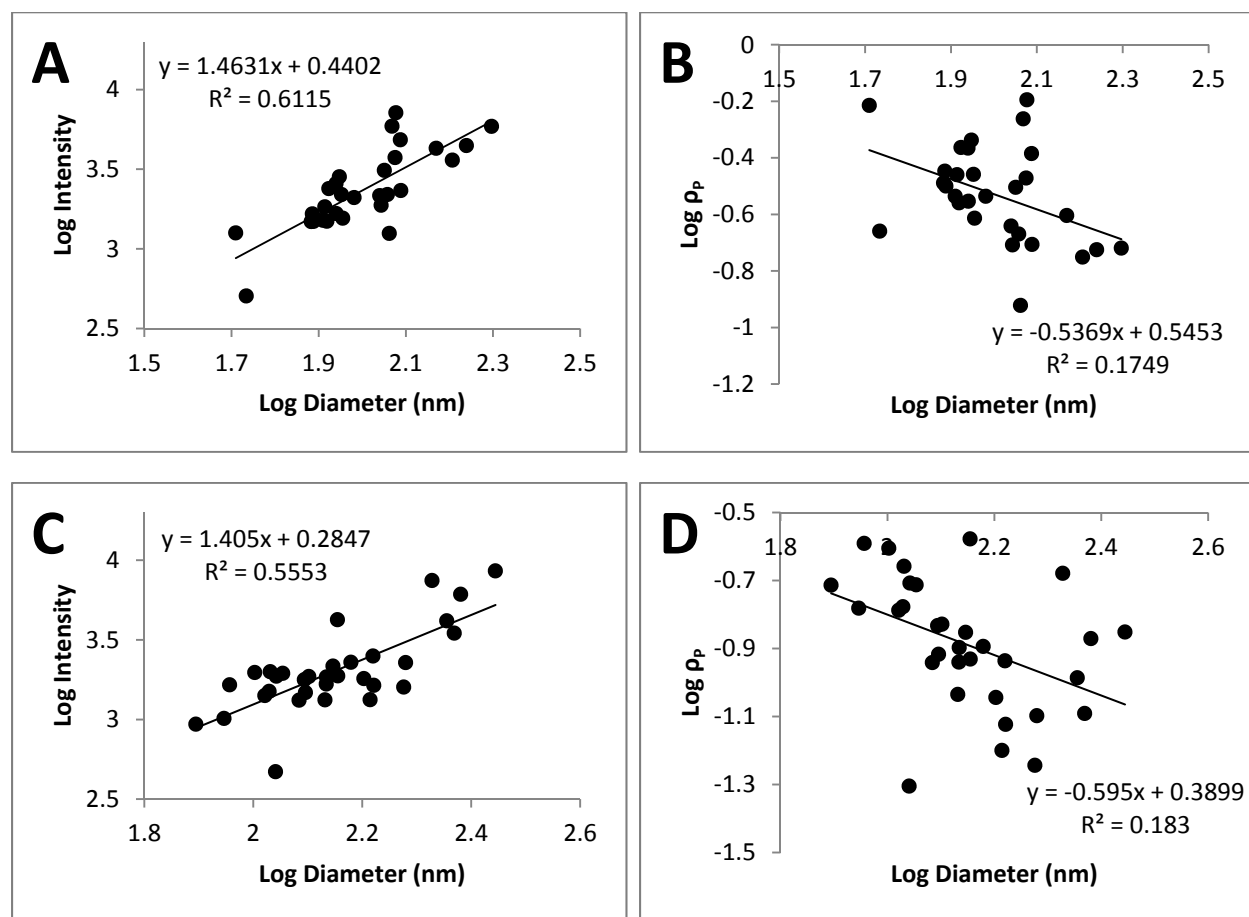 A
y = 1.4631x + 0.4402
R² = 0.6115
Log Intensity
4
3.5
3
2.5
1.5 1.7 1.9 2.1 2.3 2.5
Log Diameter (nm)
B
0
1.5 1.7 1.9 2.1 2.3 2.5
-0.2
-0.4
-0.6
-0.8
-1
-1.2
Log ρP
y = -0.5369x + 0.5453
R² = 0.1749
Log Diameter (nm)
C
y = 1.405x + 0.2847
R² = 0.5553
Log Intensity
4
3.5
3
2.5
1.8 2 2.2 2.4 2.6
Log Diameter (nm)
D
-0.5
1.8 2.0 2.2 2.4 2.6
-0.7
-0.9
-1.1
-1.3
-1.5
Log ρP
y = -0.595x + 0.3899
R² = 0.183
Log Diameter (nm)